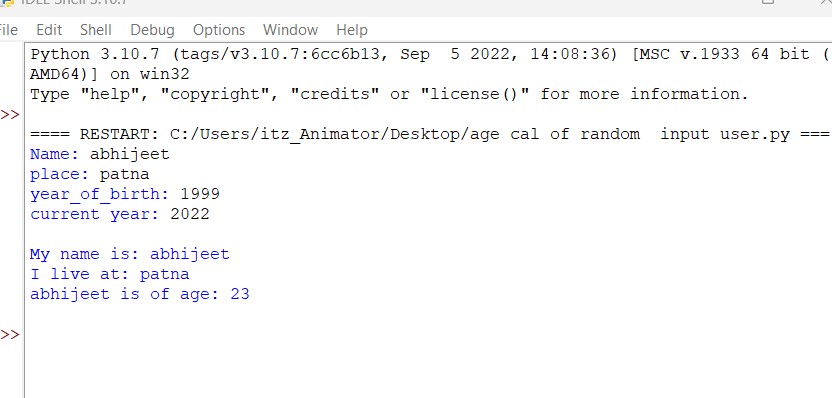 IDLE Shell 3.10.7
File Edit Shell Debug Options Window Help
Python 3.10.7 (tags/v3.10.7:6cc6b13, Sep  5 2022, 14:08:36) [MSC v.1933 64 bit (
AMD64)] on win32
Type "help", "copyright", "credits" or "license()" for more information.
>>
==== RESTART: C:/Users/itz_Animator/Desktop/age cal of random  input user.py ===
Name: abhijeet
place: patna
year_of_birth: 1999
current year: 2022
My name is: abhijeet
I live at: patna
abhijeet is of age: 23
>>